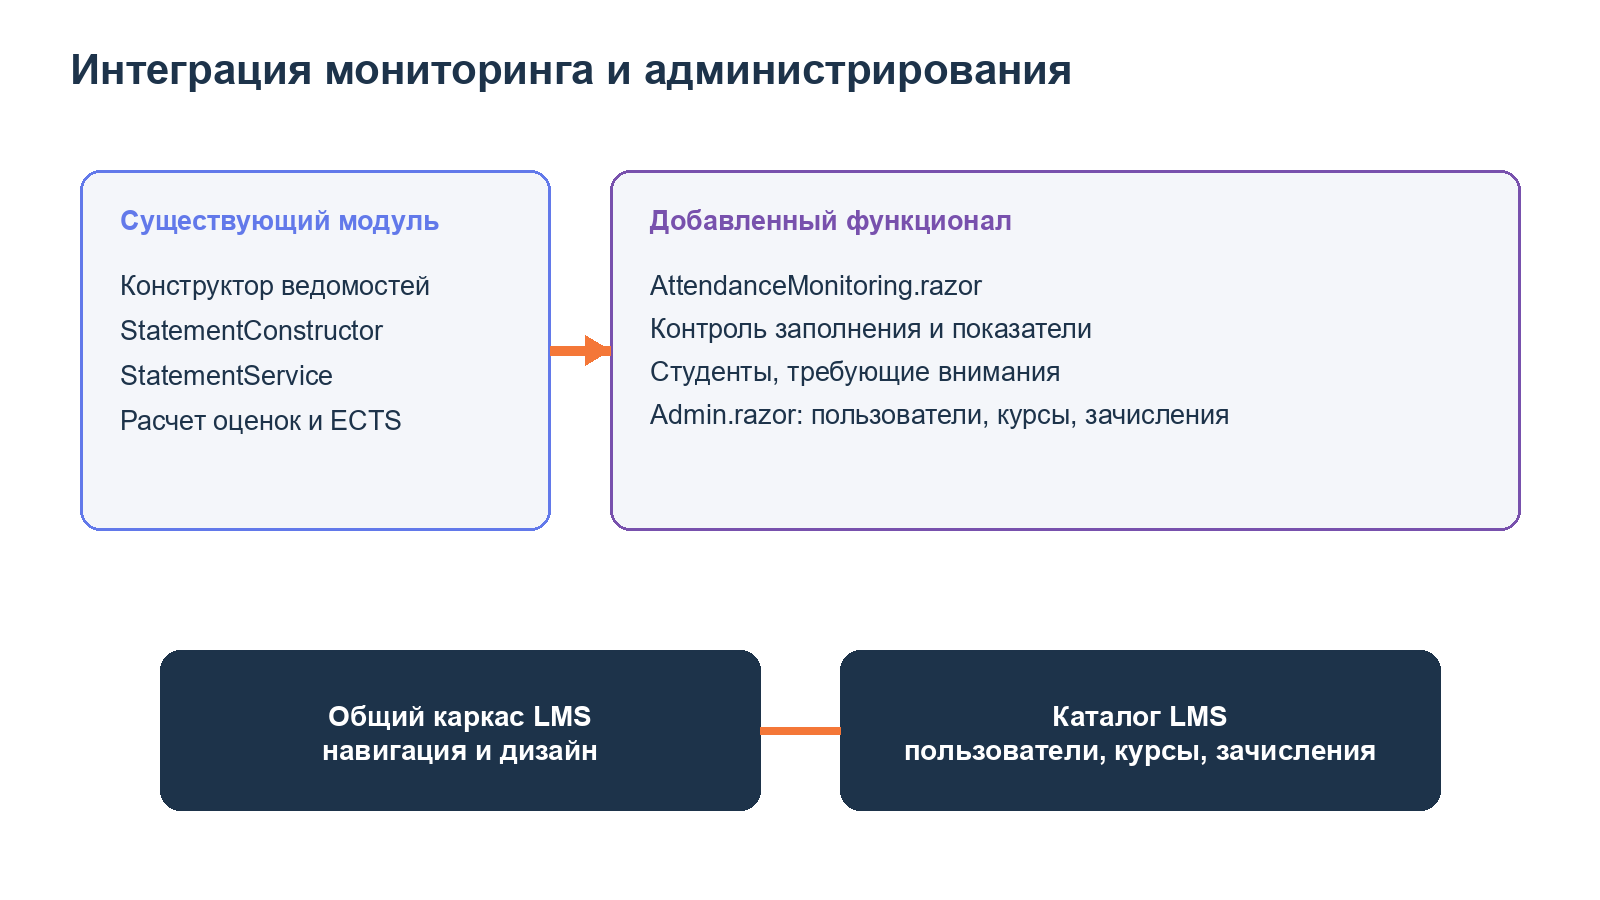 Интеграция мониторинга и администрирования
Существующий модуль
Конструктор ведомостей
StatementConstructor
StatementService
Расчет оценок и ECTS
Добавленный функционал
AttendanceMonitoring.razor
Контроль заполнения и показатели
Студенты, требующие внимания
Admin.razor: пользователи, курсы, зачисления
Общий каркас LMS
навигация и дизайн
Каталог LMS
пользователи, курсы, зачисления